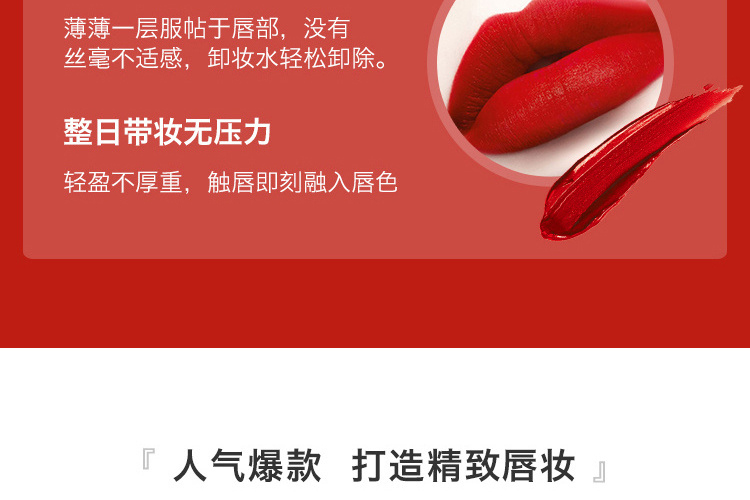 薄薄一层服帖于唇部，没有
丝毫不适感，卸妆水轻松卸除。
整日带妆无压力
轻盈不厚重，触唇即刻融入唇色
『人气爆款 打造精致唇妆』